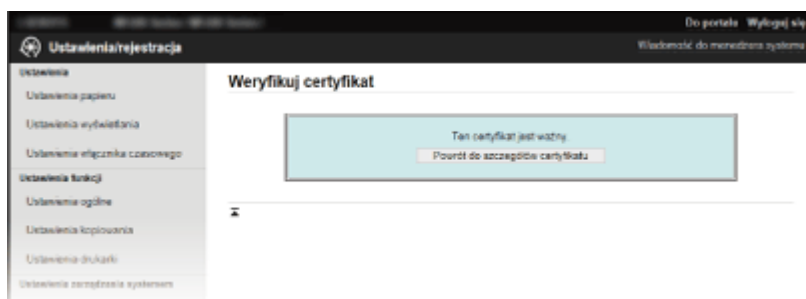 Do portalu Wyloguj się
Ustawienia/rejestracja
Wiadomość do menedżera systemu
Ustawienia
Ustawienia papieru
Ustawienia wyświetlania
Ustawienia włącznika czasowego
Ustawienia funkcji
Ustawienia ogólne
Ustawienia kopiowania
Ustawienia drukarki
Ustawienia zarządzania systemem
Weryfikuj certyfikat
Ten certyfikat jest ważny.
Powrót do szczegółów certyfikatu